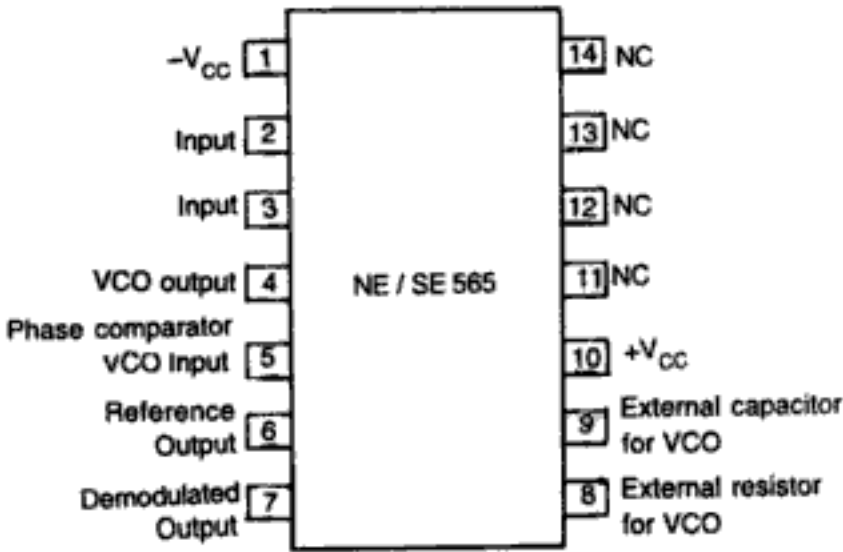 –VCC 1
Input 2
Input 3
VCO output 4
Phase comparator
VCO Input 5
Reference
Output 6
Demodulated
Output 7
NE / SE 565
14 NC
13 NC
12 NC
11 NC
10 +VCC
9 External capacitor
for VCO
8 External resistor
for VCO